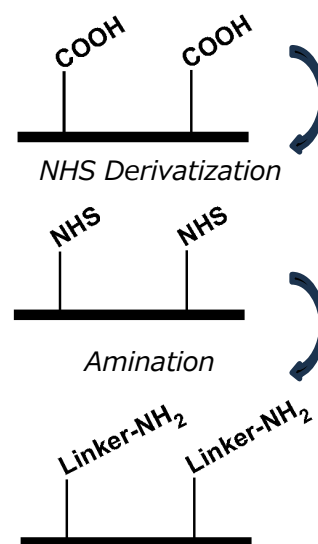 COOH COOH
NHS Derivatization
NHS NHS
Amination
Linker-NH₂ Linker-NH₂